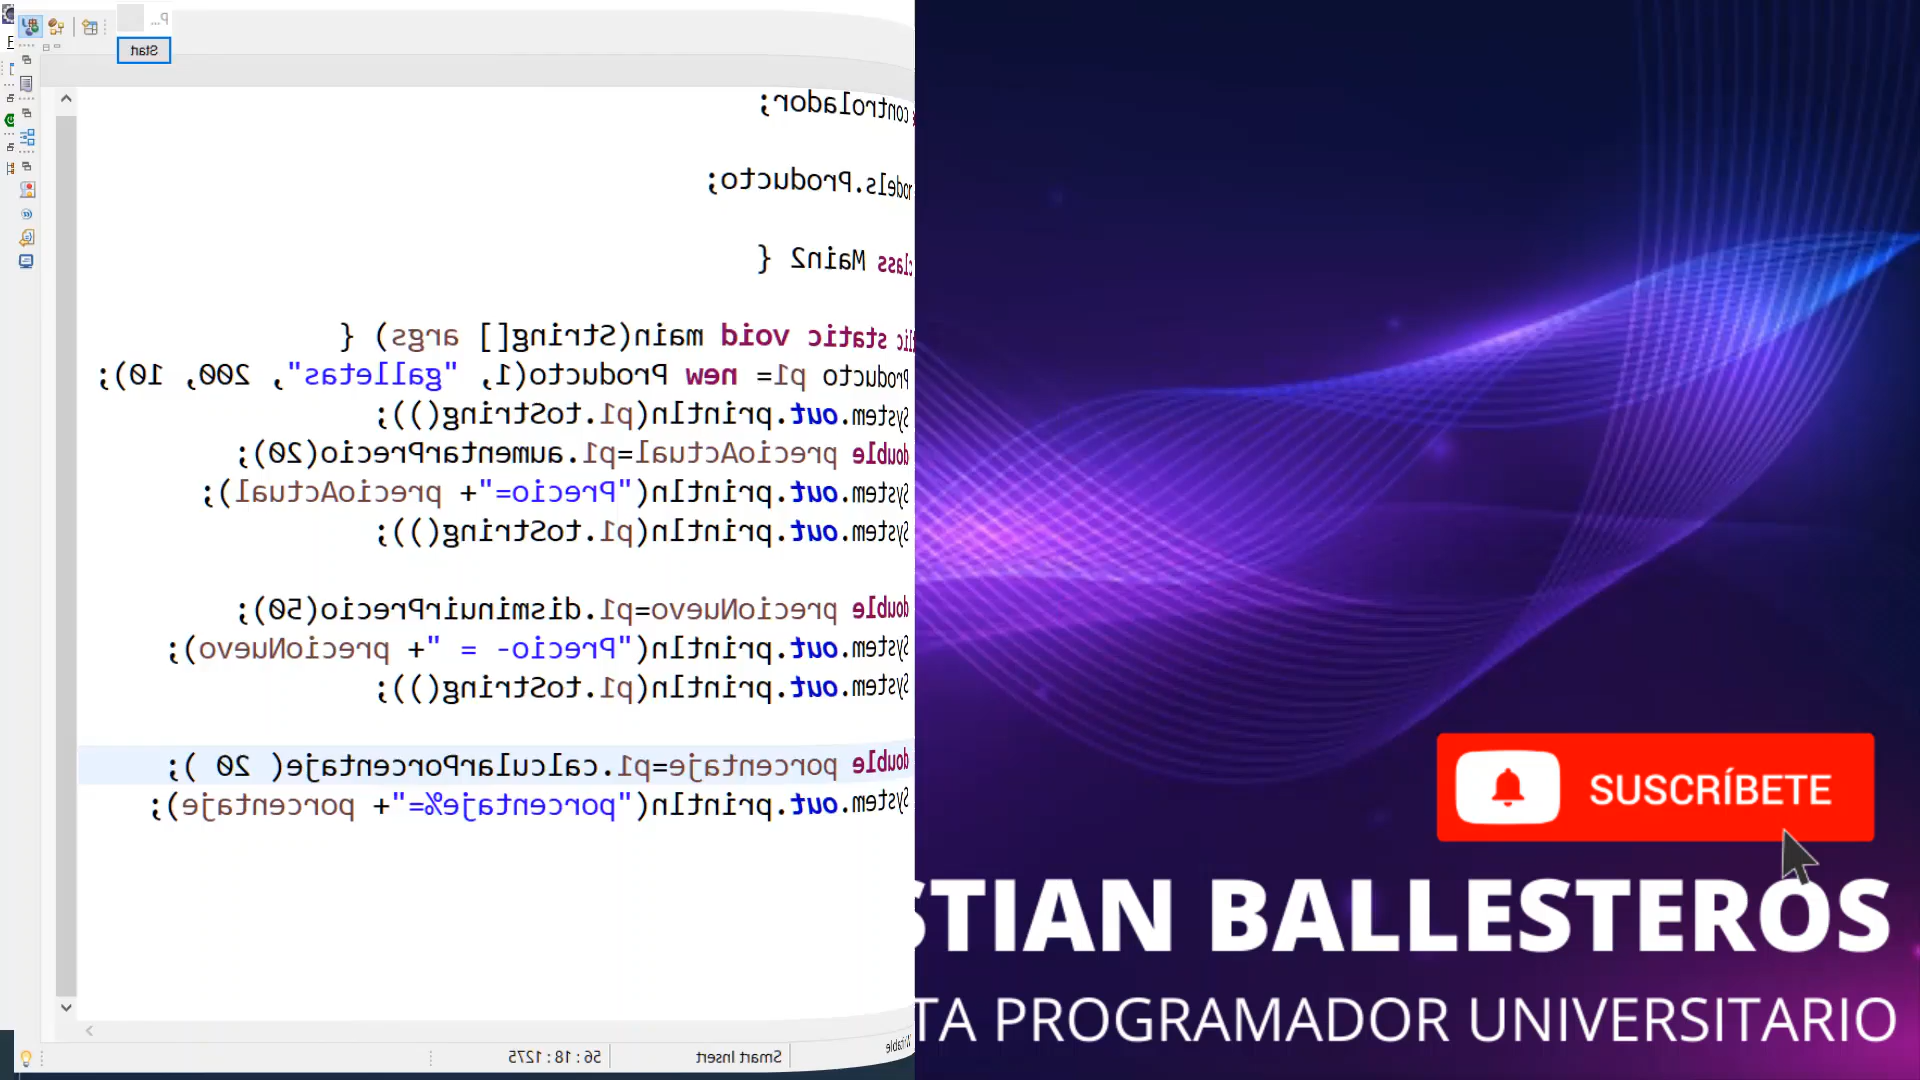 Start
controlador;
models.Producto;
class Main2 {
static void main(String[] args) {
Producto p1= new Producto(1, "galletas", 200, 10);
System.out.println(p1.toString());
double precioActual=p1.aumentarPrecio(20);
System.out.println("Precio="+ precioActual);
System.out.println(p1.toString());
double precioNuevo=p1.disminuirPrecio(50);
System.out.println("Precio- = "+ precioNuevo);
System.out.println(p1.toString());
double porcentaje=p1.calcularPorcentaje( 20 );
System.out.println("porcentaje%="+ porcentaje);
Writable
Smart Insert
56 : 18 : 1275
SUSCRÍBETE
STIAN BALLESTEROS
TA PROGRAMADOR UNIVERSITARIO